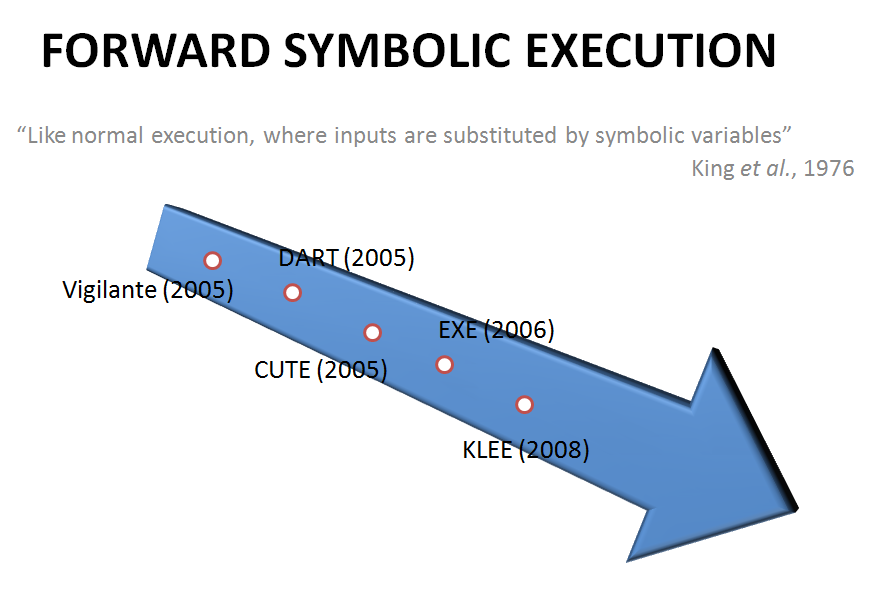 FORWARD SYMBOLIC EXECUTION
“Like normal execution, where inputs are substituted by symbolic variables”
King et al., 1976
DART (2005)
Vigilante (2005)
EXE (2006)
CUTE (2005)
KLEE (2008)